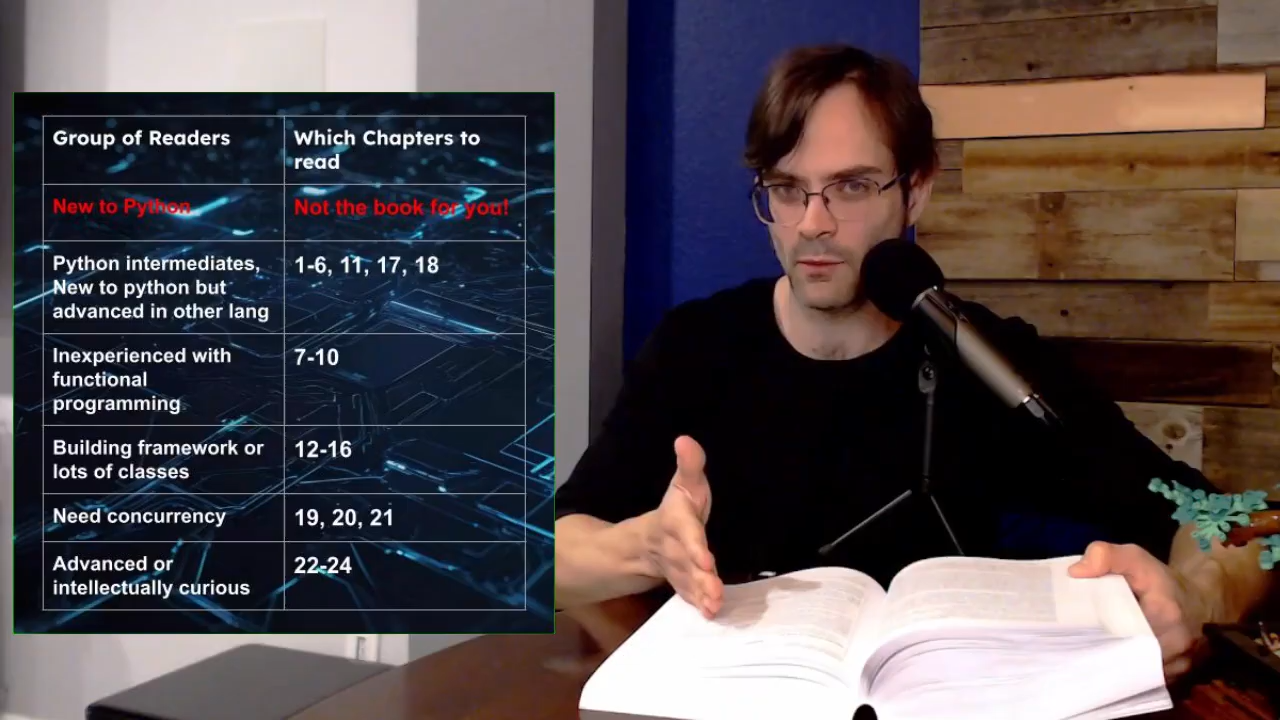 Group of Readers
Which Chapters to
read
New to Python
Not the book for you!
Python intermediates,
New to python but
advanced in other lang
1-6, 11, 17, 18
Inexperienced with
functional
programming
7-10
Building framework or
lots of classes
12-16
Need concurrency
19, 20, 21
Advanced or
intellectually curious
22-24